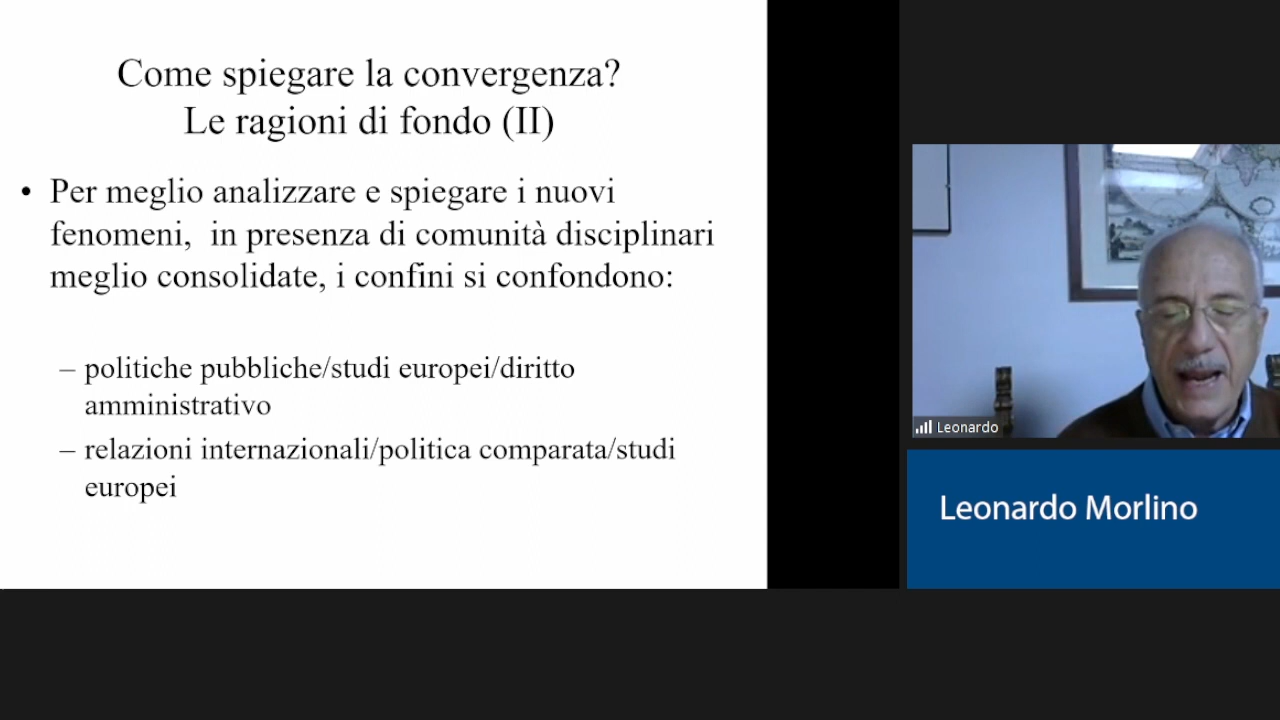 Come spiegare la convergenza?
Le ragioni di fondo (II)
• Per meglio analizzare e spiegare i nuovi
fenomeni,  in presenza di comunità disciplinari
meglio consolidate, i confini si confondono:
– politiche pubbliche/studi europei/diritto
amministrativo
– relazioni internazionali/politica comparata/studi
europei
Leonardo
Leonardo Morlino